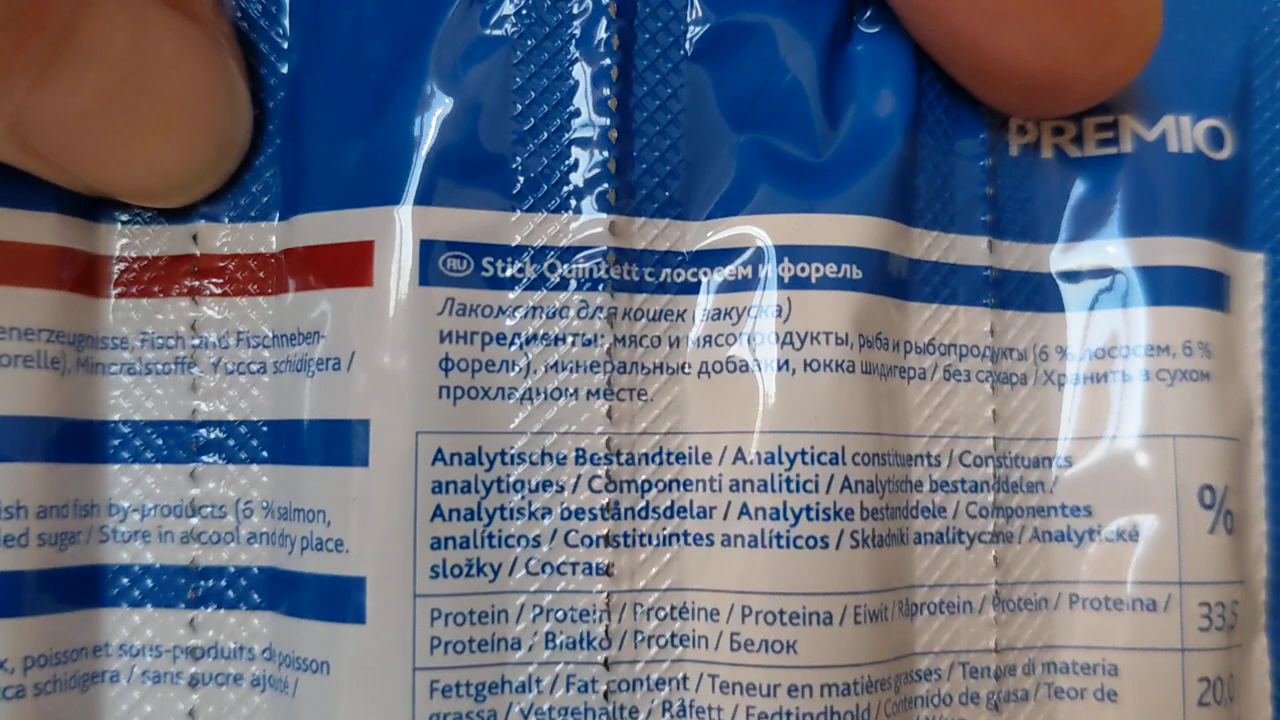 PREMIO
enerzeugnisse, Fisch und Fischneben-
orelle), Mineralstoffe, Yucca schidigera /
ish and fish by-products (6 % salmon,
ed sugar / Store in a cool and dry place.
x, poisson et sous-produits de poisson
ca schidigera / sans sucre ajouté /
RU Stick Quintett с лососем и форель
Лакомство для кошек (закуска)
ингредиенты: мясо и мясопродукты, рыба и рыбопродукты (6 % лососем, 6 %
форель), минеральные добавки, юкка шидигера / без сахара / Хранить в сухом
прохладном месте.
Analytische Bestandteile / Analytical constituents / Constituants
analytiques / Componenti analitici / Analytische bestanddelen /
Analytiska beståndsdelar / Analytiske bestanddele / Componentes
analíticos / Constituintes analíticos / Składniki analityczne / Analytické
složky / Состав:
%
Protein / Protein / Protéine / Proteina / Eiwit / Råprotein / Protein / Proteína /
Proteína / Białko / Protein / Белок
33,5
Fettgehalt / Fat content / Teneur en matières grasses / Tenore di materia
grassa / Vetgehalte / Råfett / Fedtindhold / Contenido de grasa / Teor de
20,0